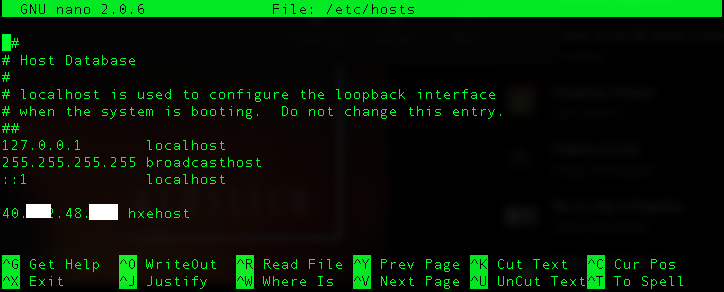 GNU nano 2.0.6 File: /etc/hosts
##
# Host Database
#
# localhost is used to configure the loopback interface
# when the system is booting.  Do not change this entry.
##
127.0.0.1 localhost
255.255.255.255 broadcasthost
::1 localhost
40. 2.48. hxehost
^G Get Help ^O WriteOut ^R Read File ^Y Prev Page ^K Cut Text ^C Cur Pos
^X Exit ^J Justify ^W Where Is ^V Next Page ^U UnCut Text ^T To Spell